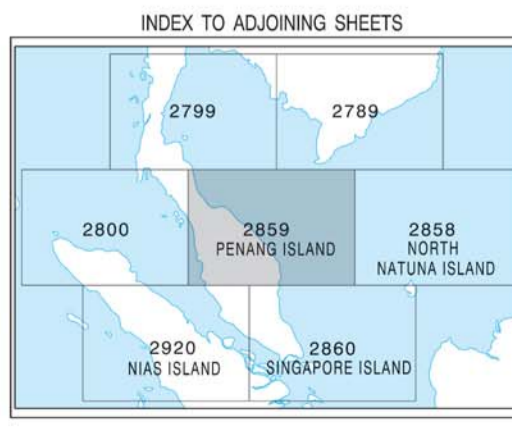 INDEX TO ADJOINING SHEETS
2799
2789
2800
2859
PENANG ISLAND
2858
NORTH
NATUNA ISLAND
2920
NIAS ISLAND
2860
SINGAPORE ISLAND